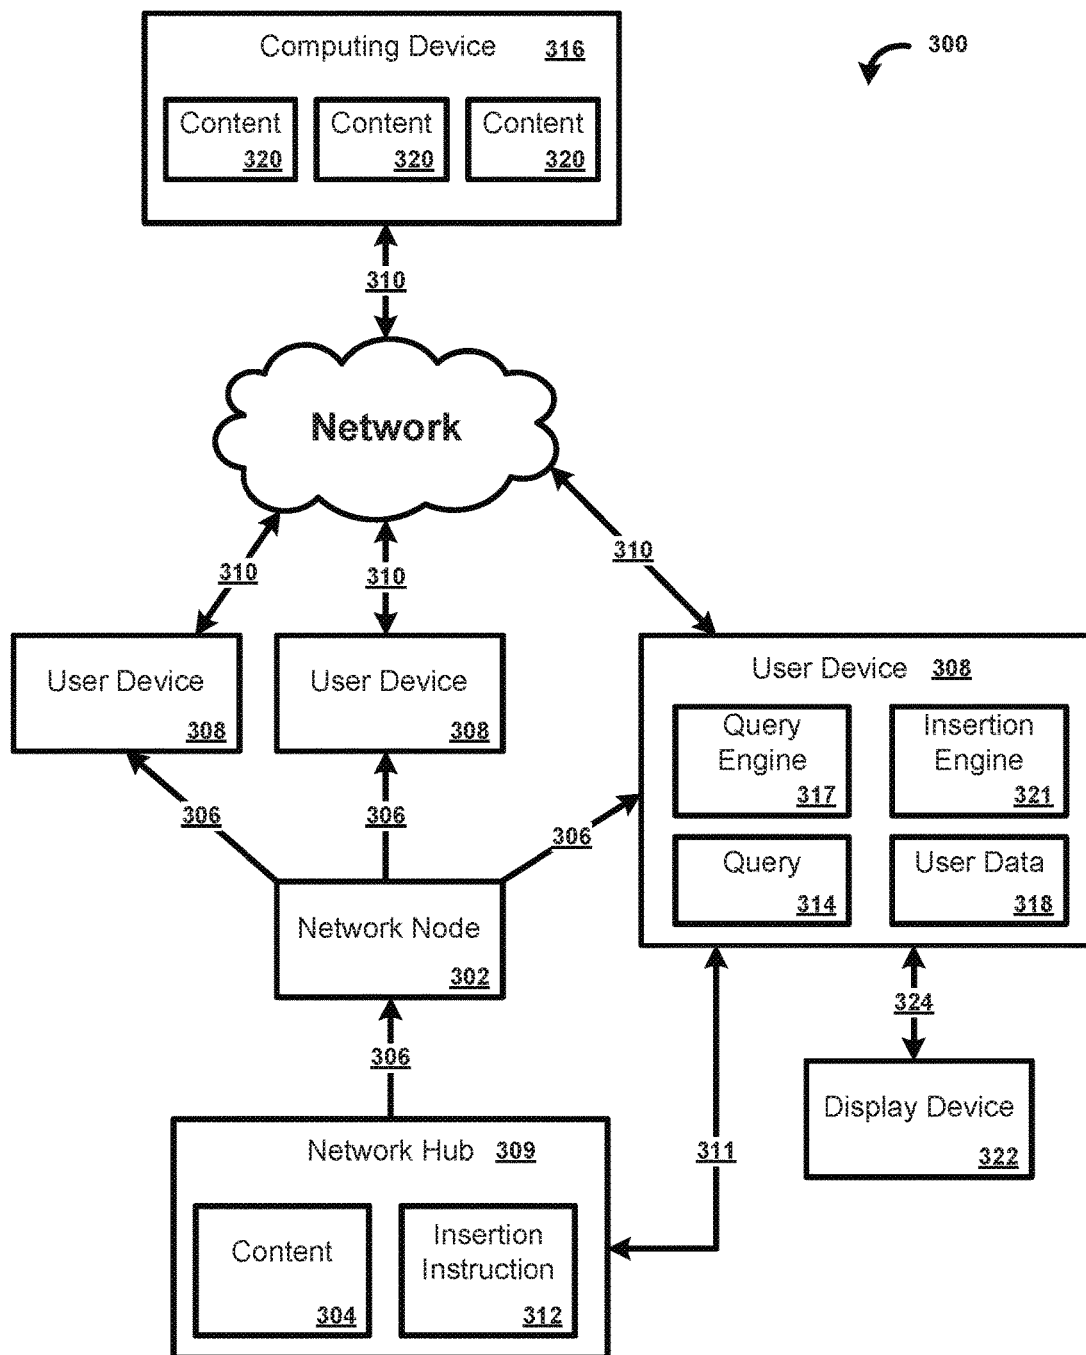 Computing Device 316
300
Content
320
Content
320
Content
320
310
Network
310
310
310
User Device
308
User Device
308
User Device 308
Query
Engine
317
Insertion
Engine
321
Query
314
User Data
318
306
306
306
Network Node
302
324
306
Display Device
322
311
Network Hub 309
Content
304
Insertion
Instruction
312